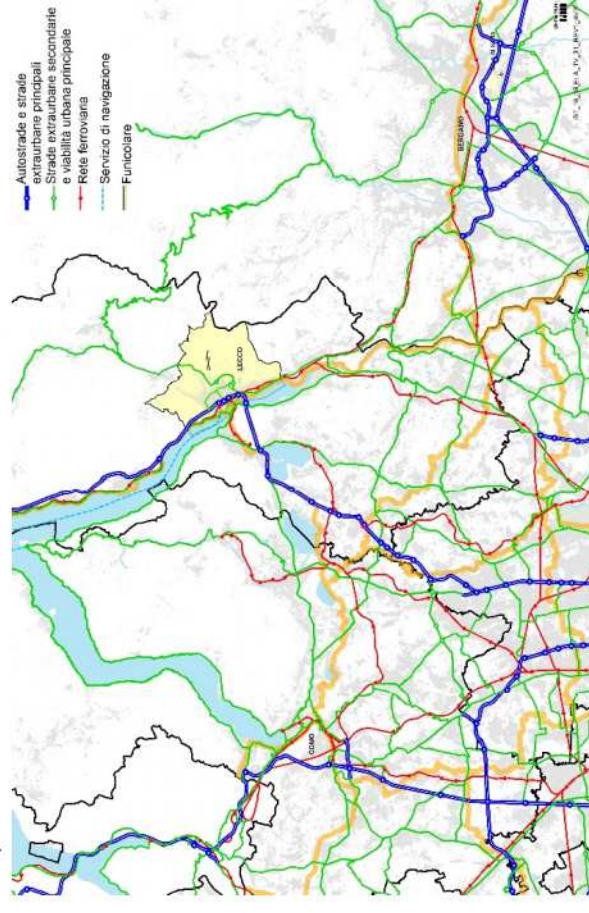 Autostrade e strade
extraurbane principali
Strade extraurbane secondarie
e viabilità urbana principale
Rete ferroviaria
Servizio di navigazione
Funicolare
LECCO
BERGAMO
COMO